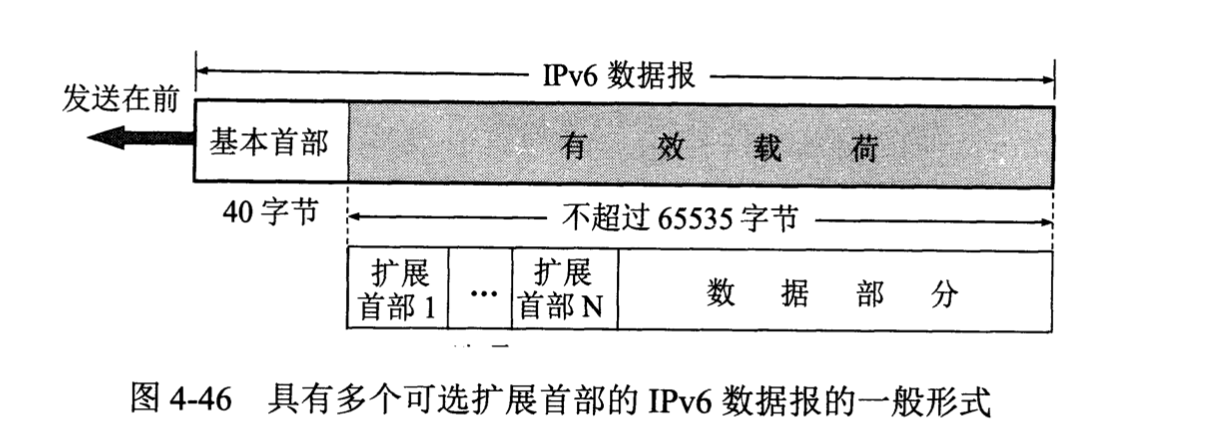 IPv6 数据报
发送在前
基本首部
有效载荷
40 字节
不超过 65535 字节
扩展
首部 1
…
扩展
首部 N
数据部分
图 4-46 具有多个可选扩展首部的 IPv6 数据报的一般形式